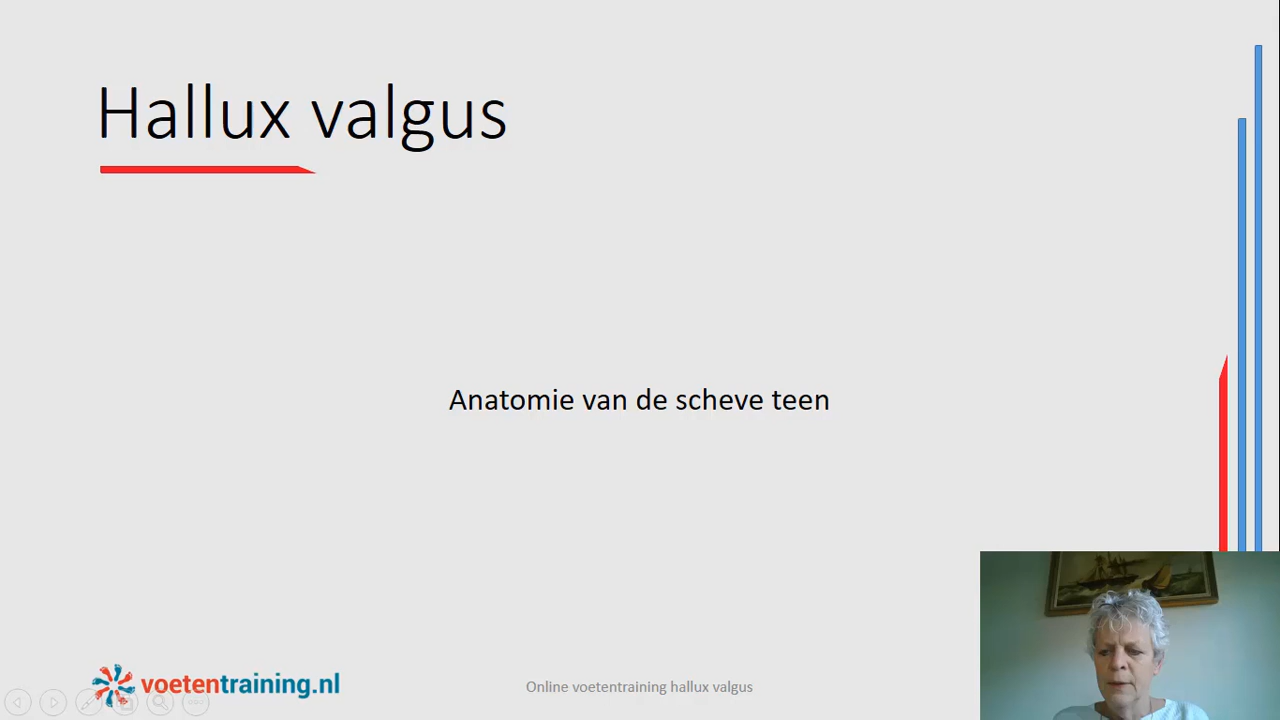 Hallux valgus
Anatomie van de scheve teen
voetentraining.nl
Online voetentraining hallux valgus